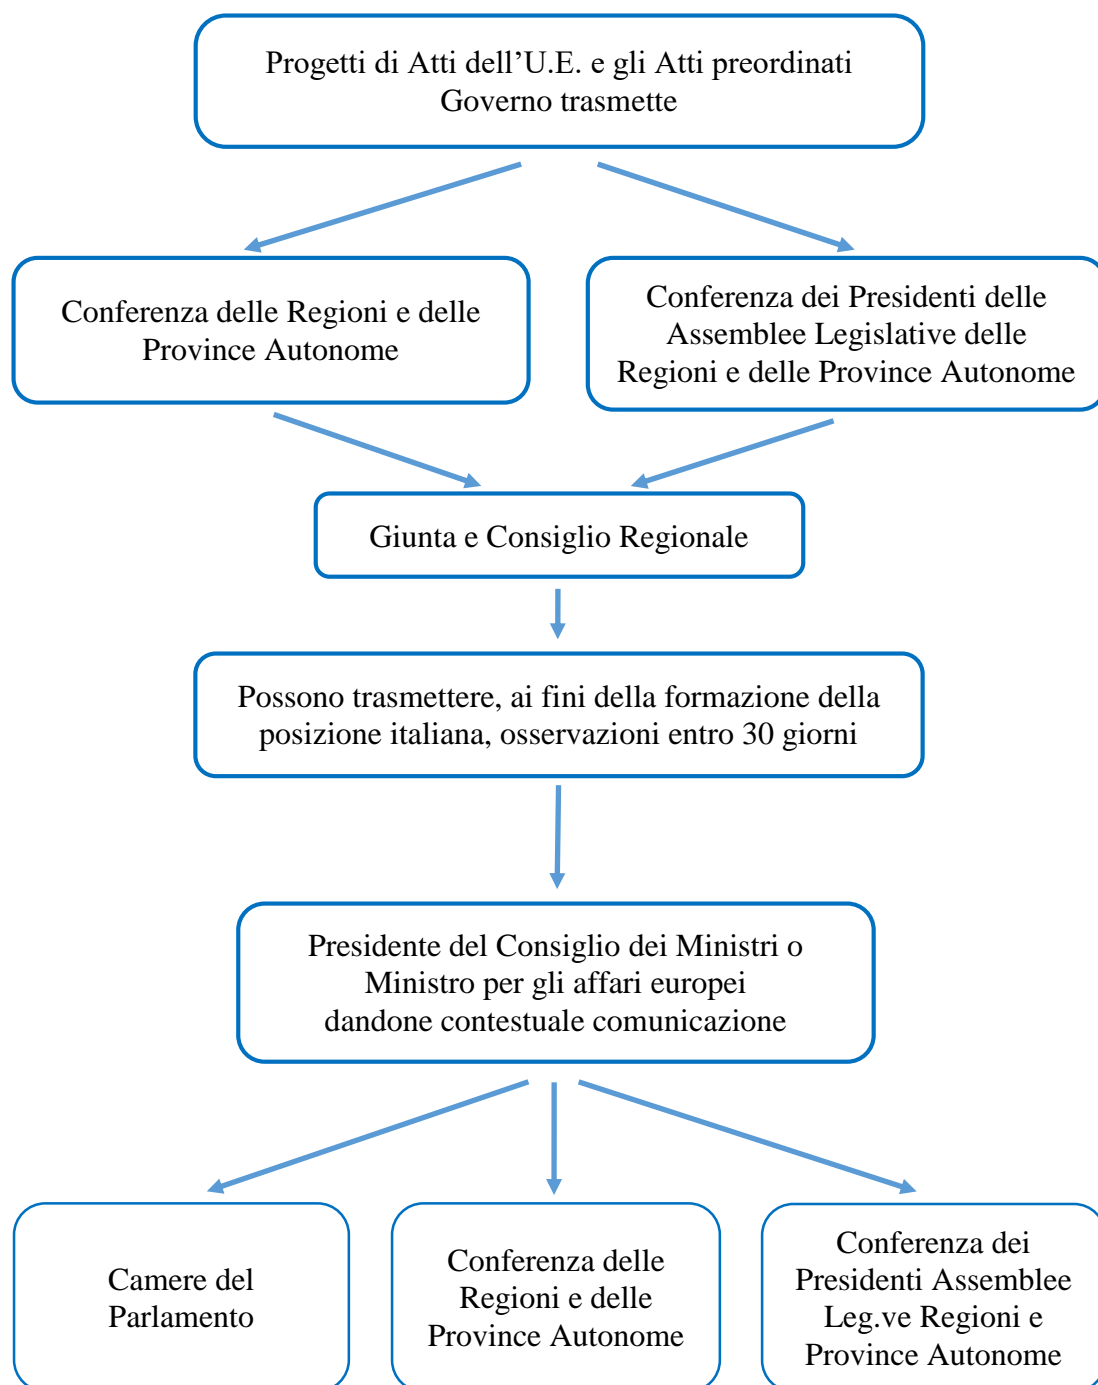 Progetti di Atti dell’U.E. e gli Atti preordinati
Governo trasmette
Conferenza delle Regioni e delle
Province Autonome
Conferenza dei Presidenti delle
Assemblee Legislative delle
Regioni e delle Province Autonome
Giunta e Consiglio Regionale
Possono trasmettere, ai fini della formazione della
posizione italiana, osservazioni entro 30 giorni
Presidente del Consiglio dei Ministri o
Ministro per gli affari europei
dandone contestuale comunicazione
Camere del
Parlamento
Conferenza delle
Regioni e delle
Province Autonome
Conferenza dei
Presidenti Assemblee
Leg.ve Regioni e
Province Autonome